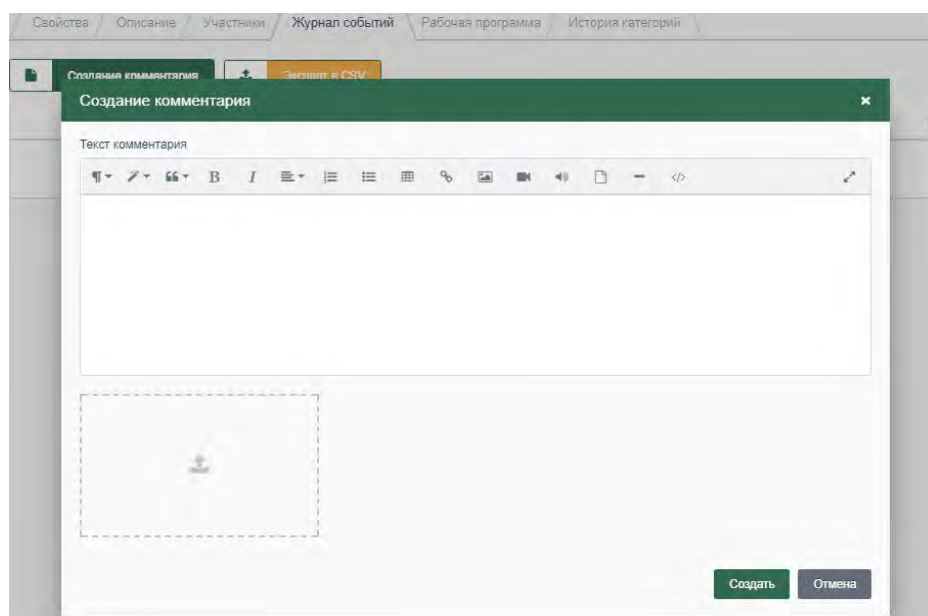 Свойства Описание Участники Журнал событий Рабочая программа История категорий
Создание комментария Экспорт в CSV
Создание комментария
Текст комментария
B I
Создать Отмена